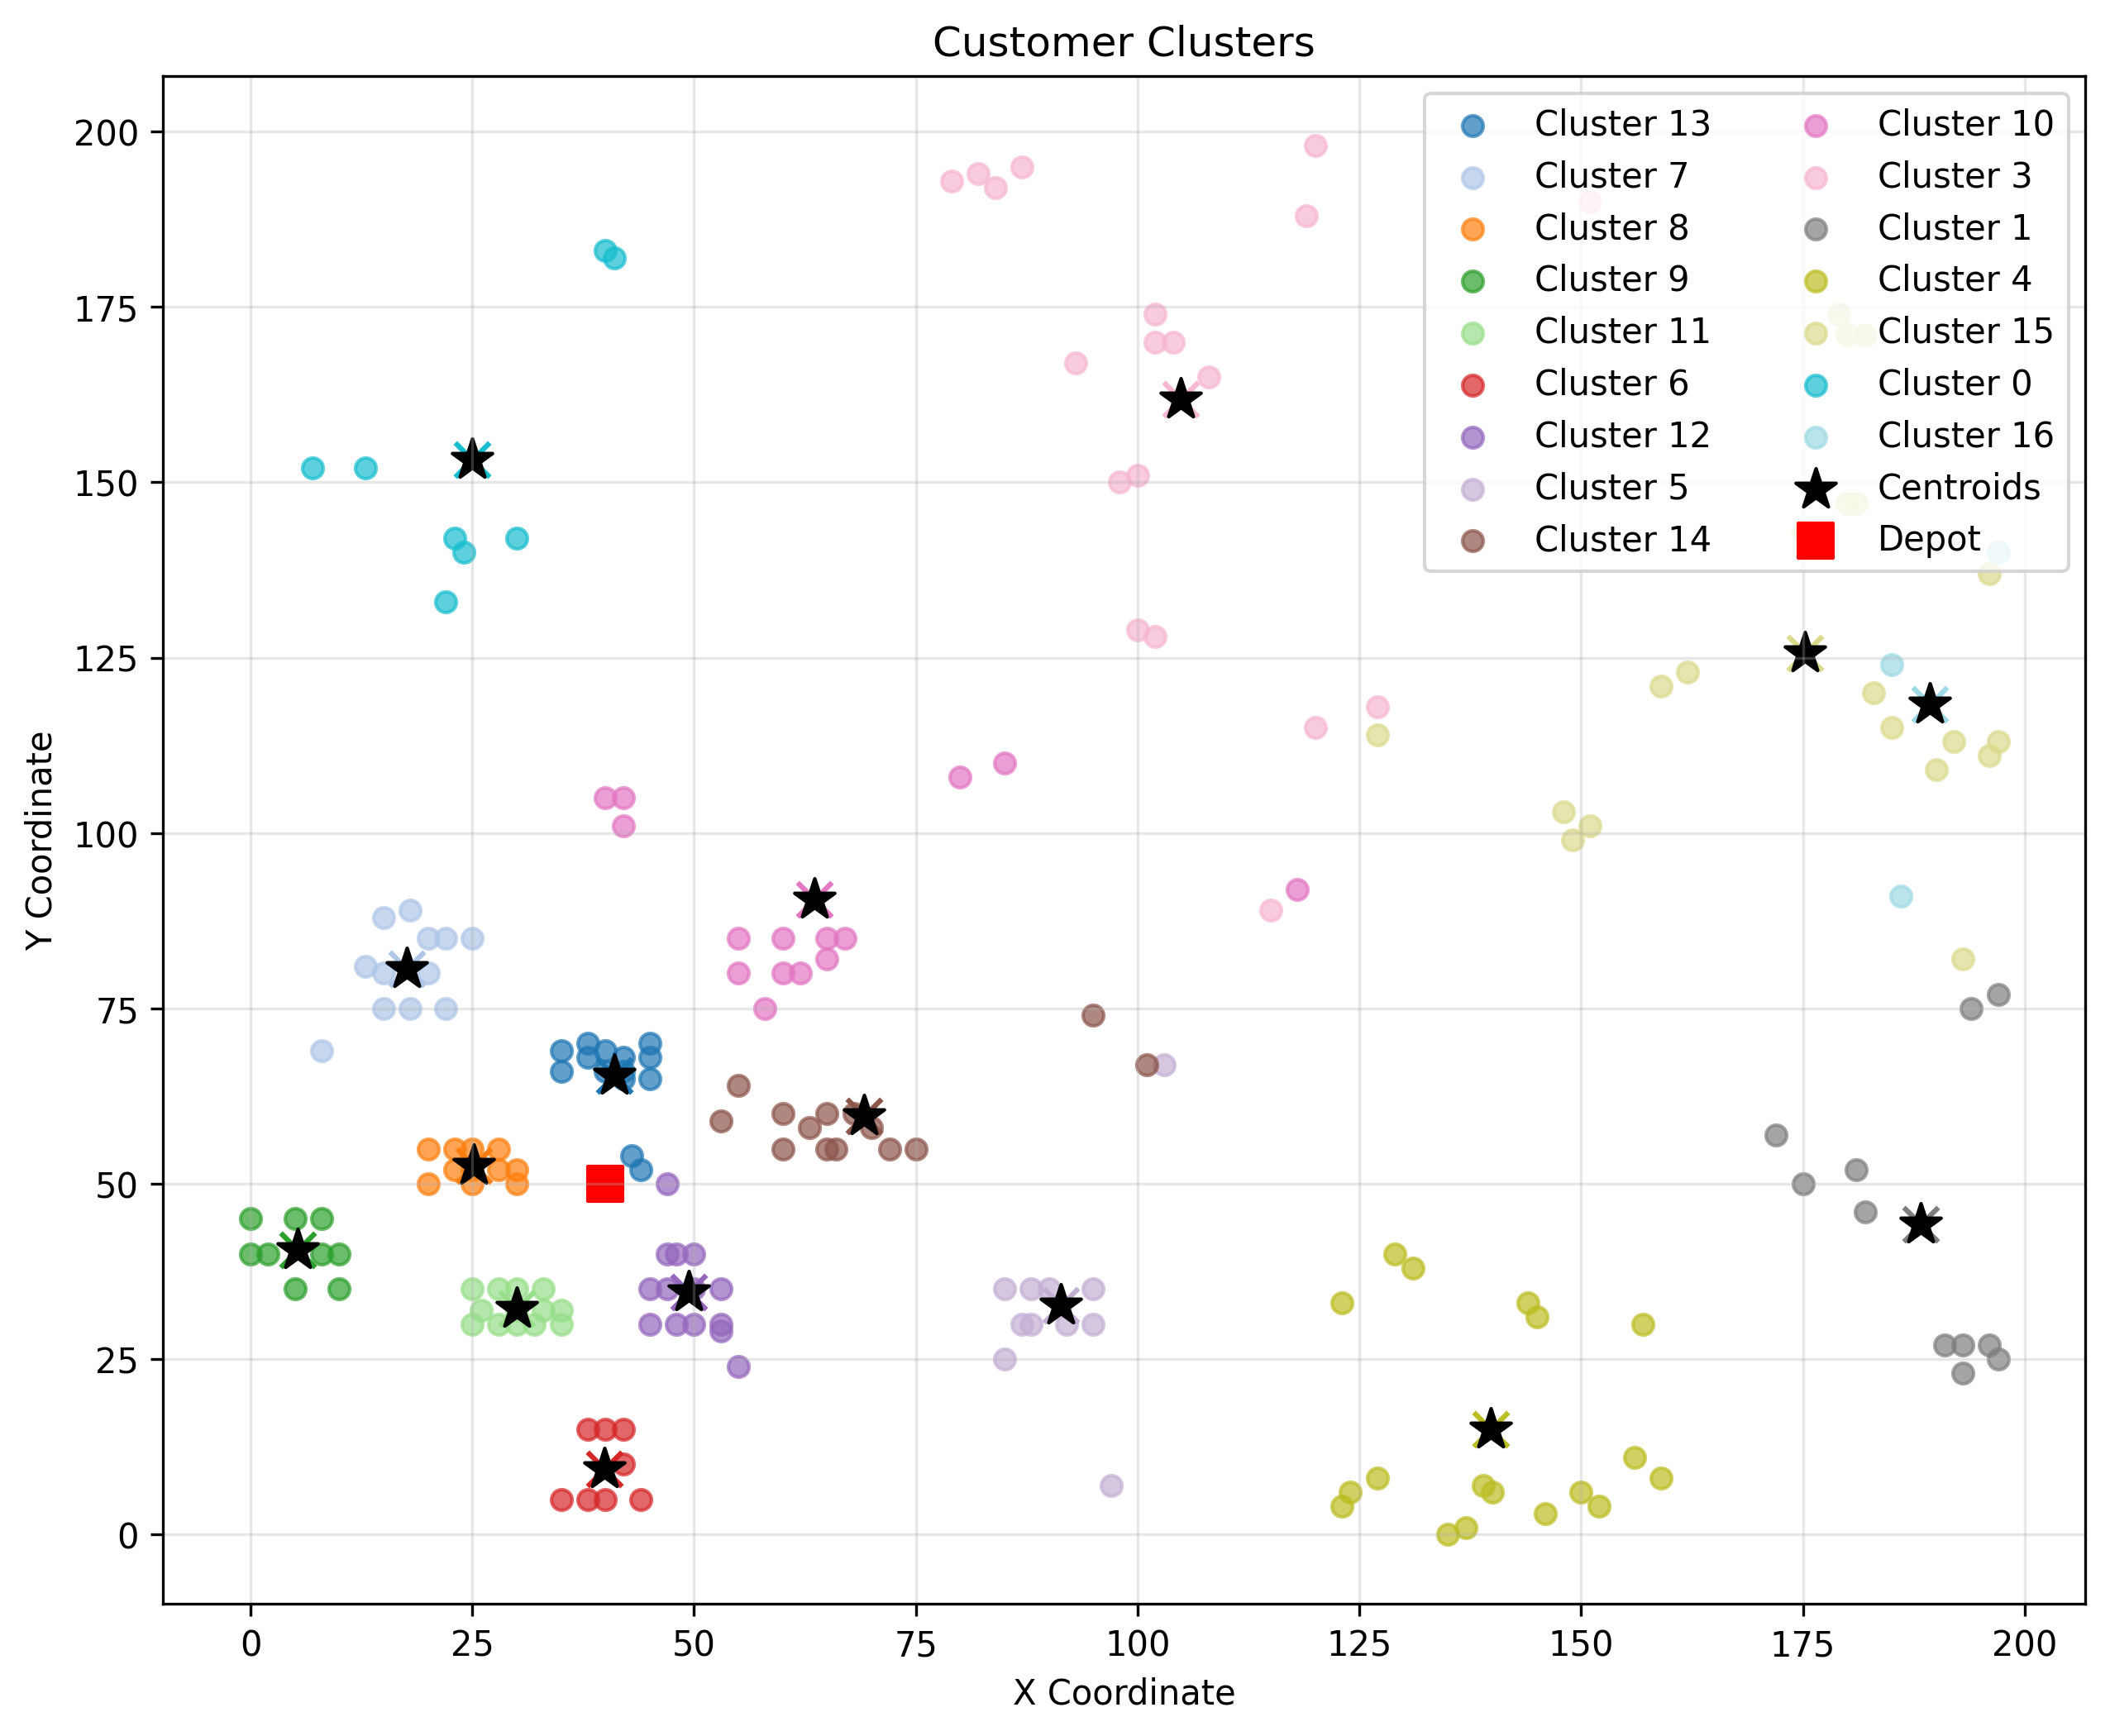 Customer Clusters
200
175
150
125
100
75
50
25
0
Y Coordinate
Cluster 13
Cluster 7
Cluster 8
Cluster 9
Cluster 11
Cluster 6
Cluster 12
Cluster 5
Cluster 14
Cluster 10
Cluster 3
Cluster 1
Cluster 4
Cluster 15
Cluster 0
Cluster 16
Centroids
Depot
0 25 50 75 100 125 150 175 200
X Coordinate